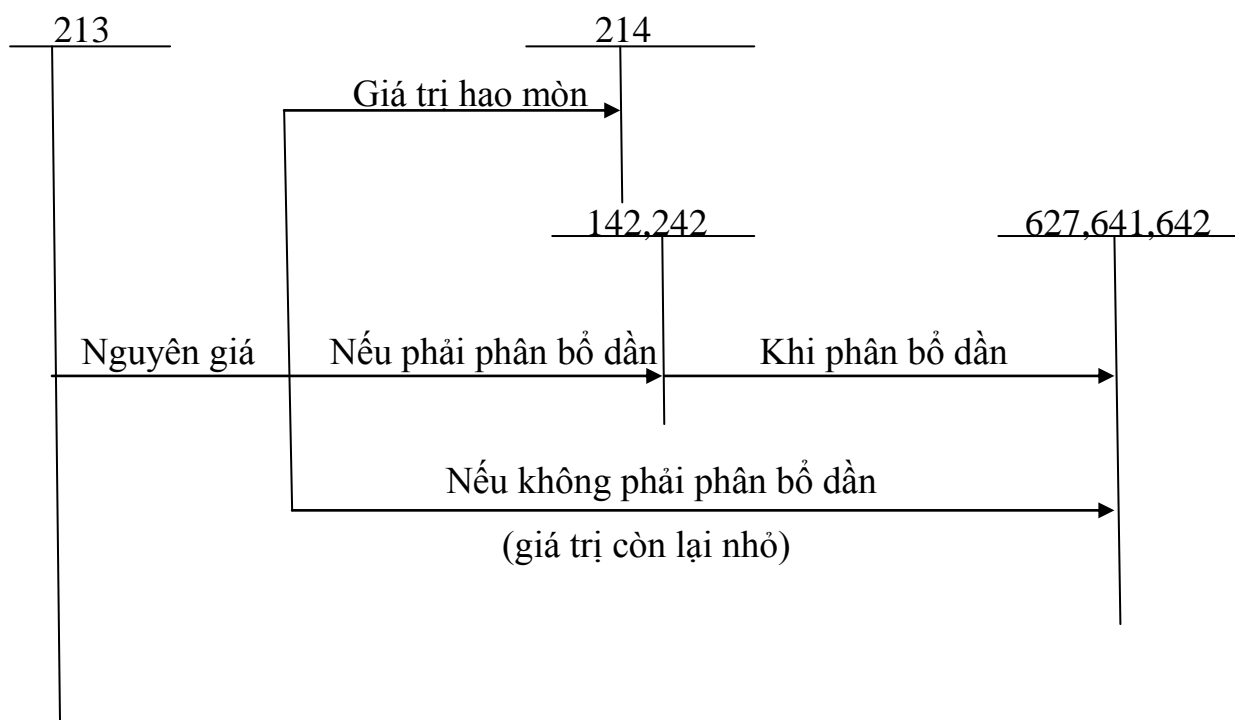 213
214
Giá trị hao mòn
142,242
627,641,642
Nguyên giá
Nếu phải phân bổ dần
Khi phân bổ dần
Nếu không phải phân bổ dần
(giá trị còn lại nhỏ)